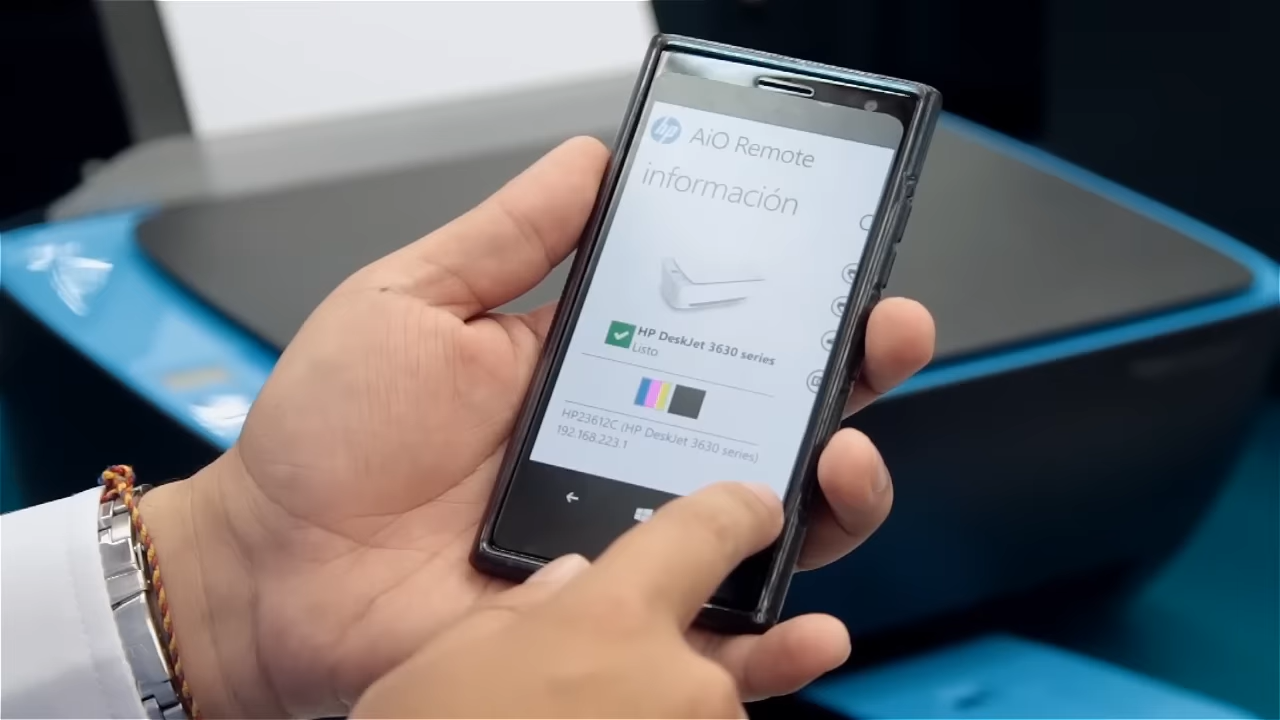 hp AiO Remote
información
HP DeskJet 3630 series
Listo
HP23612C (HP DeskJet 3630 series)
192.168.223.1